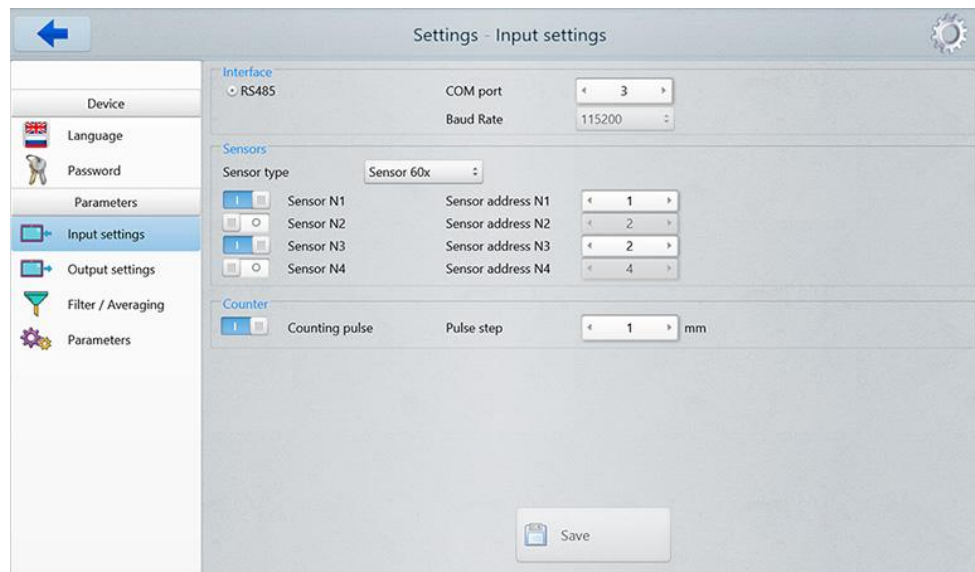 Settings - Input settings
Device
Language
Password
Parameters
Input settings
Output settings
Filter / Averaging
Parameters
Interface
RS485 COM port 3
Baud Rate 115200
Sensors
Sensor type Sensor 60x
Sensor N1 Sensor address N1 1
Sensor N2 Sensor address N2 2
Sensor N3 Sensor address N3 2
Sensor N4 Sensor address N4 4
Counter
Counting pulse Pulse step 1 mm
Save